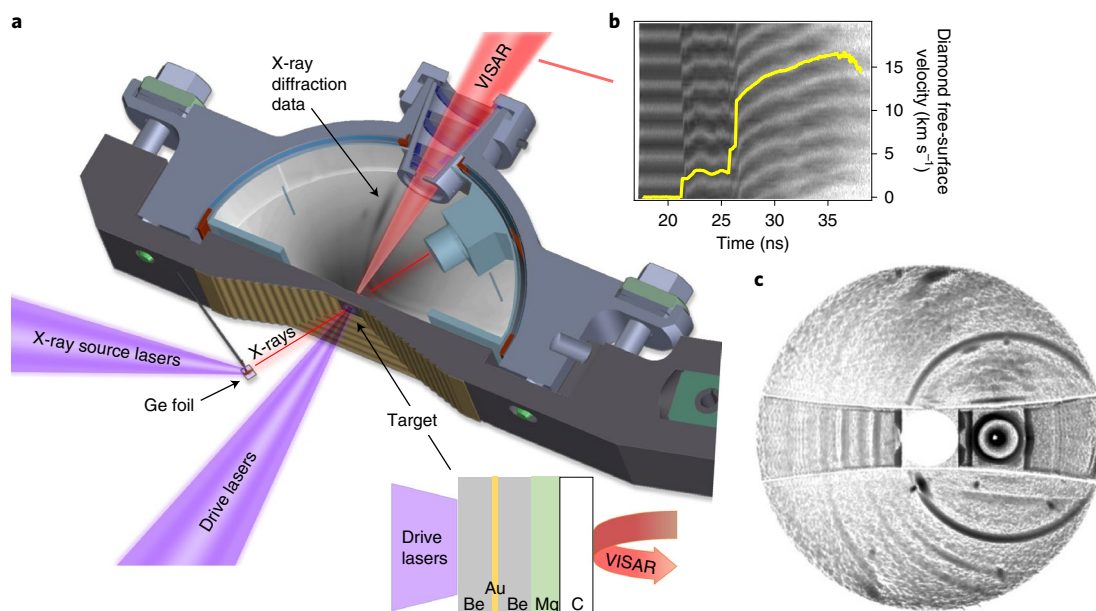 a
X-ray
diffraction
data
VISAR
X-ray source lasers
X-rays
Ge foil
Target
Drive lasers
Drive
lasers
Be
Au
Be
Mg
C
VISAR
b
15
10
5
0
Diamond free-surface
velocity (km s⁻¹)
20
25
30
35
Time (ns)
c